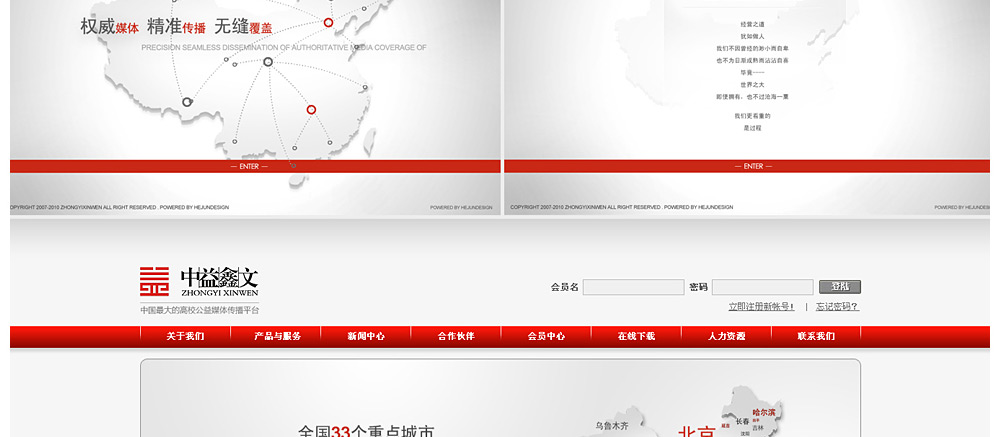 权威媒体 精准传播 无缝覆盖
PRECISION SEAMLESS DISSEMINATION OF AUTHORITATIVE MEDIA COVERAGE OF
— ENTER —
OPYRIGHT 2007-2010 ZHONGYIXINWEN ALL RIGHT RESERVED . POWERED BY HEJUNDESIGN
POWERED BY HEJUNDESIGN
经营之道
犹如做人
我们不因曾经的渺小而自卑
也不为日渐成熟而沾沾自喜
毕竟——
世界之大
即便拥有，也不过沧海一粟
我们更看重的
是过程
— ENTER —
COPYRIGHT 2007-2010 ZHONGYIXINWEN ALL RIGHT RESERVED . POWERED BY HEJUNDESIGN
POWERED BY HEJUNDE
中益鑫文
ZHONGYI XINWEN
中国最大的高校公益媒体传播平台
会员名 密码 登陆
立即注册新帐号! | 忘记密码?
关于我们 产品与服务 新闻中心 合作伙伴 会员中心 在线下载 人力资源 联系我们
全国33个重点城市
乌鲁木齐
北京
哈尔滨
长春
吉林
沈阳